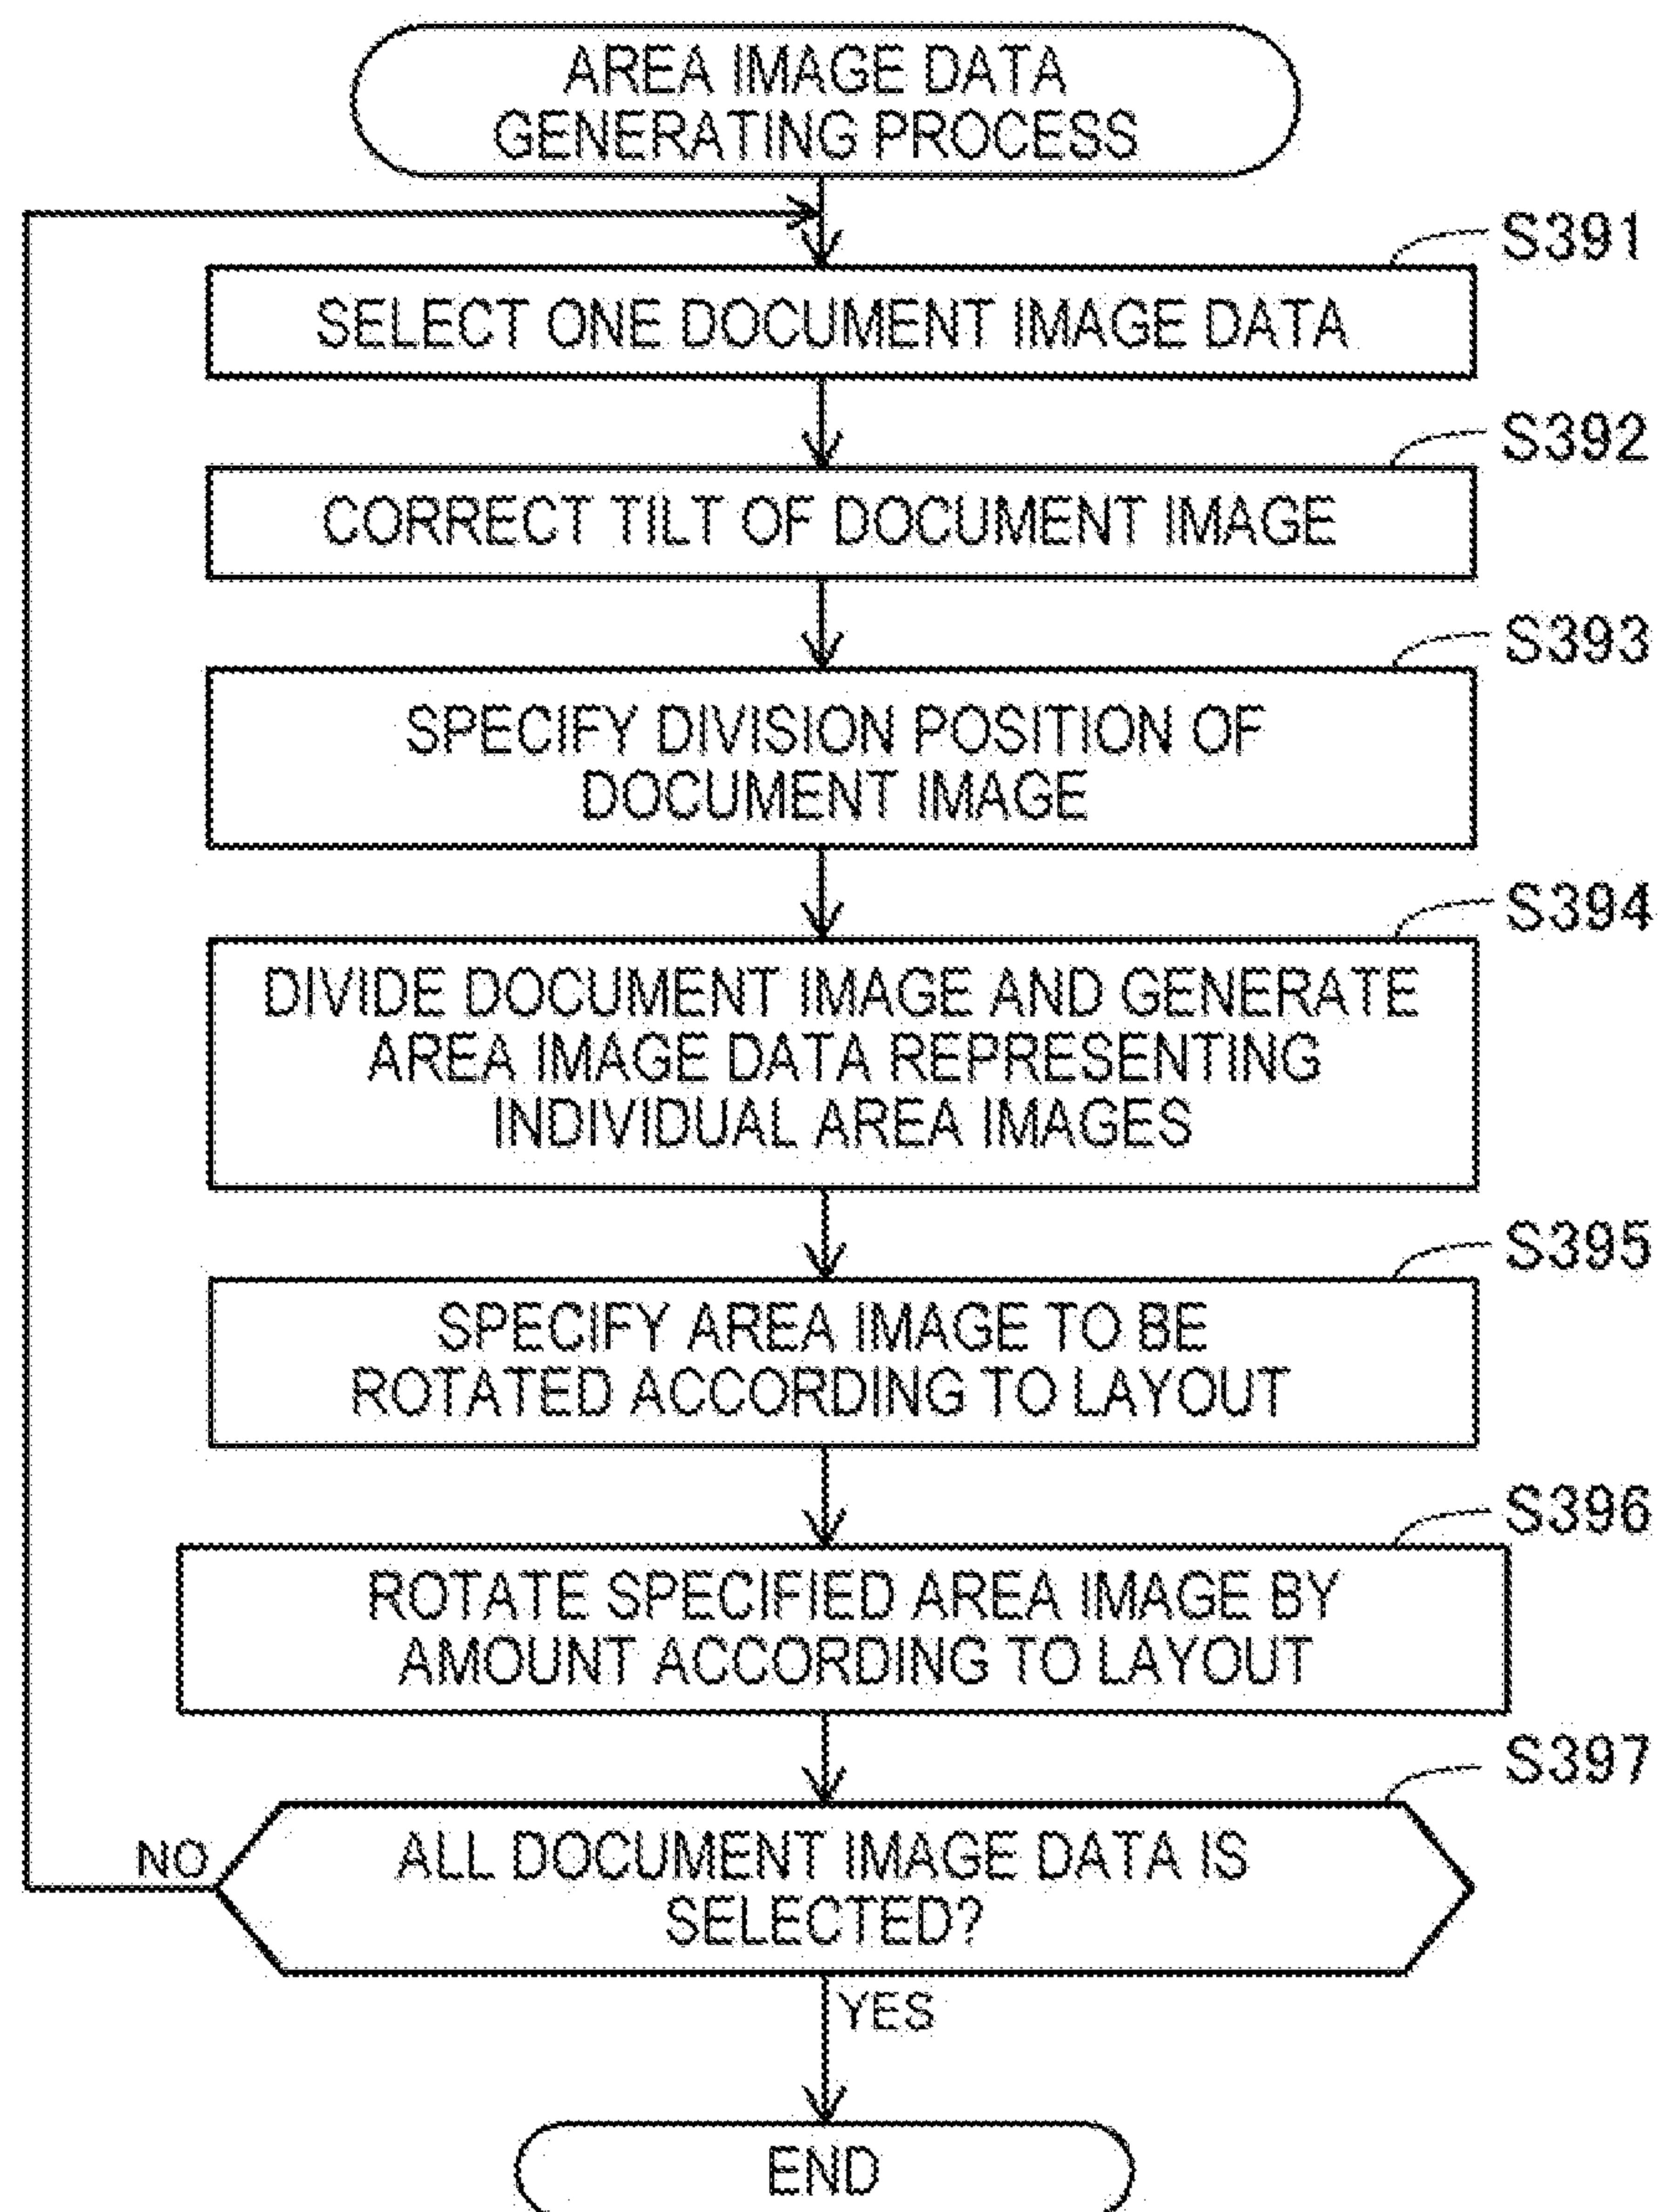 AREA IMAGE DATA
GENERATING PROCESS
S391
SELECT ONE DOCUMENT IMAGE DATA
S392
CORRECT TILT OF DOCUMENT IMAGE
S393
SPECIFY DIVISION POSITION OF
DOCUMENT IMAGE
S394
DIVIDE DOCUMENT IMAGE AND GENERATE
AREA IMAGE DATA REPRESENTING
INDIVIDUAL AREA IMAGES
S395
SPECIFY AREA IMAGE TO BE
ROTATED ACCORDING TO LAYOUT
S396
ROTATE SPECIFIED AREA IMAGE BY
AMOUNT ACCORDING TO LAYOUT
S397
NO
ALL DOCUMENT IMAGE DATA IS
SELECTED?
YES
END